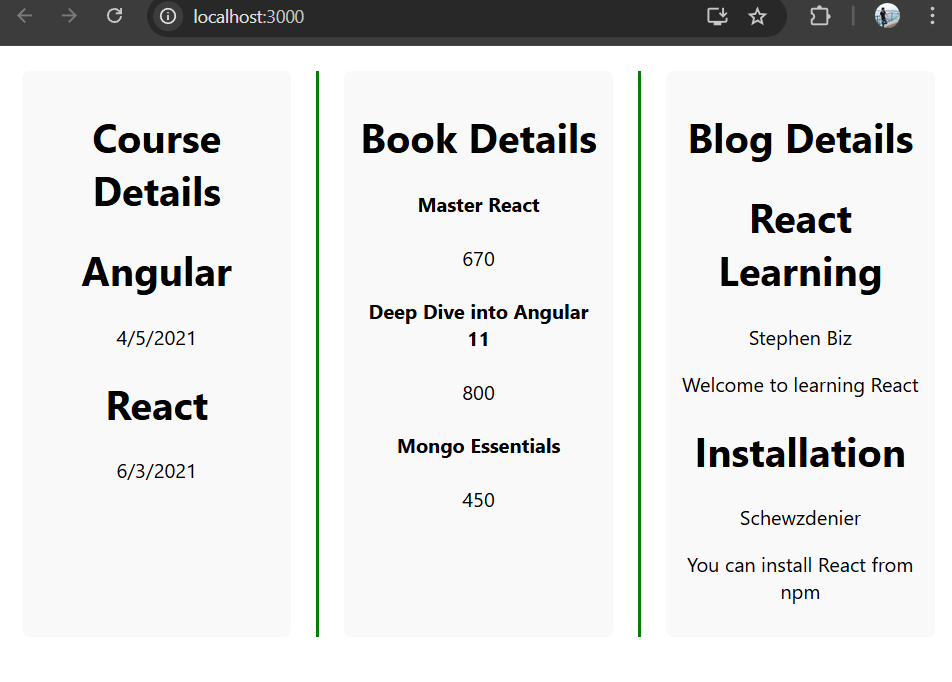 localhost:3000
Course
Details
Angular
4/5/2021
React
6/3/2021
Book Details
Master React
670
Deep Dive into Angular
11
800
Mongo Essentials
450
Blog Details
React
Learning
Stephen Biz
Welcome to learning React
Installation
Schewzdenier
You can install React from
npm